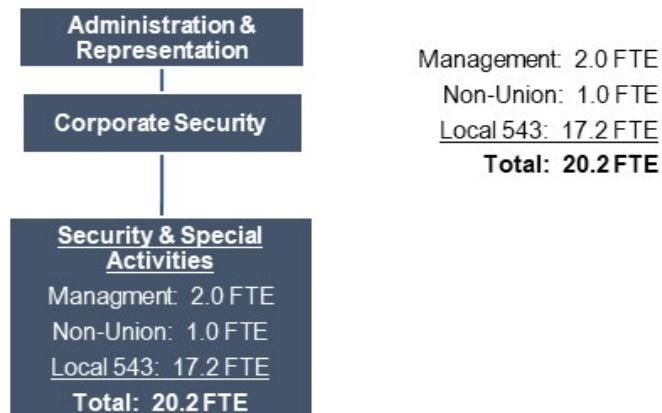 Administration &
Representation
Corporate Security
Security & Special
Activities
Managment: 2.0 FTE
Non-Union: 1.0 FTE
Local 543: 17.2 FTE
Total: 20.2 FTE
Management: 2.0 FTE
Non-Union: 1.0 FTE
Local 543: 17.2 FTE
Total: 20.2 FTE